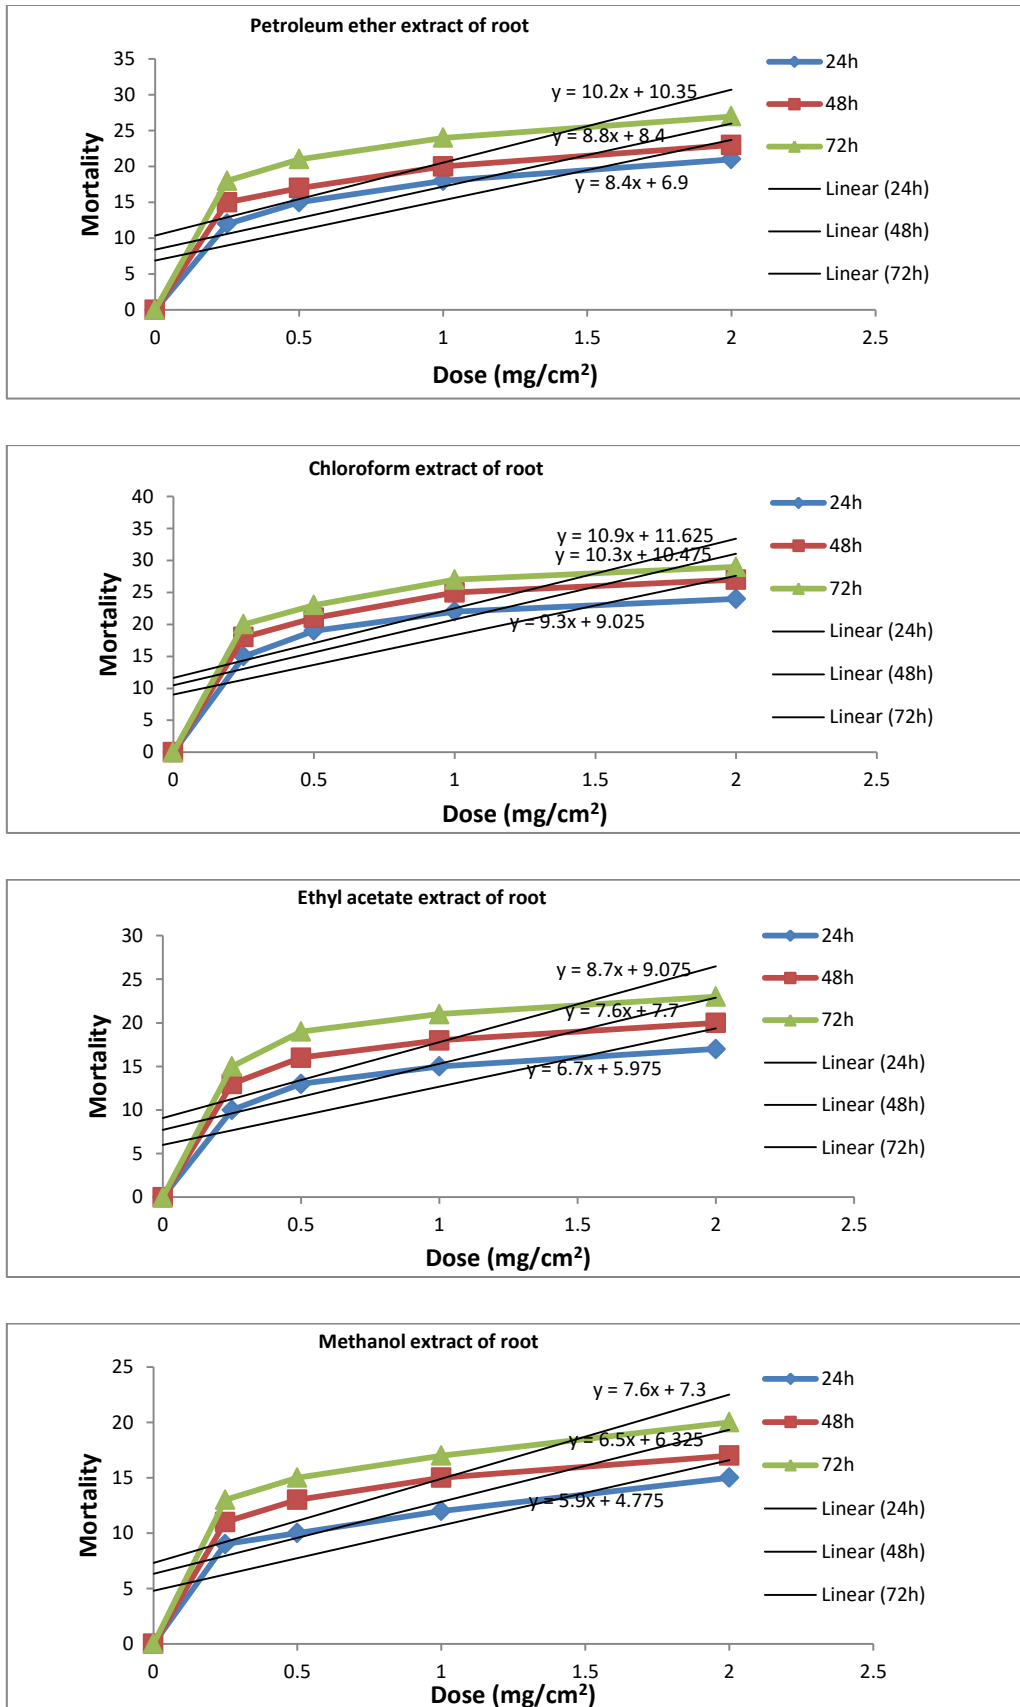 Petroleum ether extract of root
35
30
25
20
15
10
5
0
Mortality
y = 10.2x + 10.35
y = 8.8x + 8.4
y = 8.4x + 6.9
0 0.5 1 1.5 2 2.5
Dose (mg/cm²)
24h
48h
72h
Linear (24h)
Linear (48h)
Linear (72h)
Chloroform extract of root
40
35
30
25
20
15
10
5
0
Mortality
y = 10.9x + 11.625
y = 10.3x + 10.475
y = 9.3x + 9.025
0 0.5 1 1.5 2 2.5
Dose (mg/cm²)
24h
48h
72h
Linear (24h)
Linear (48h)
Linear (72h)
Ethyl acetate extract of root
30
25
20
15
10
5
0
Mortality
y = 8.7x + 9.075
y = 7.6x + 7.7
y = 6.7x + 5.975
0 0.5 1 1.5 2 2.5
Dose (mg/cm²)
24h
48h
72h
Linear (24h)
Linear (48h)
Linear (72h)
Methanol extract of root
25
20
15
10
5
0
Mortality
y = 7.6x + 7.3
y = 6.5x + 6.325
y = 5.9x + 4.775
0 0.5 1 1.5 2 2.5
Dose (mg/cm²)
24h
48h
72h
Linear (24h)
Linear (48h)
Linear (72h)